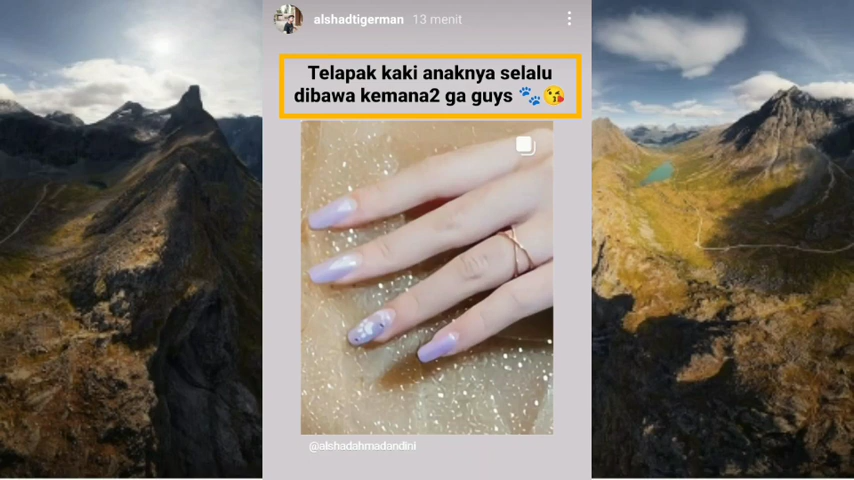 alshadtigerman 13 menit
Telapak kaki anaknya selalu
dibawa kemana2 ga guys 🐾😘
@alshadahmadandini